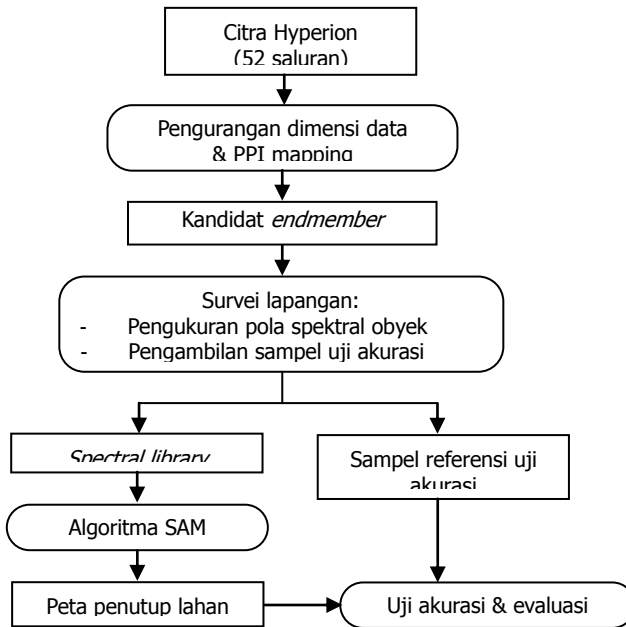 Citra Hyperion
(52 saluran)
Pengurangan dimensi data
& PPI mapping
Kandidat endmember
Survei lapangan:
- Pengukuran pola spektral obyek
- Pengambilan sampel uji akurasi
Spectral library
Sampel referensi uji
akurasi
Algoritma SAM
Peta penutup lahan
Uji akurasi & evaluasi